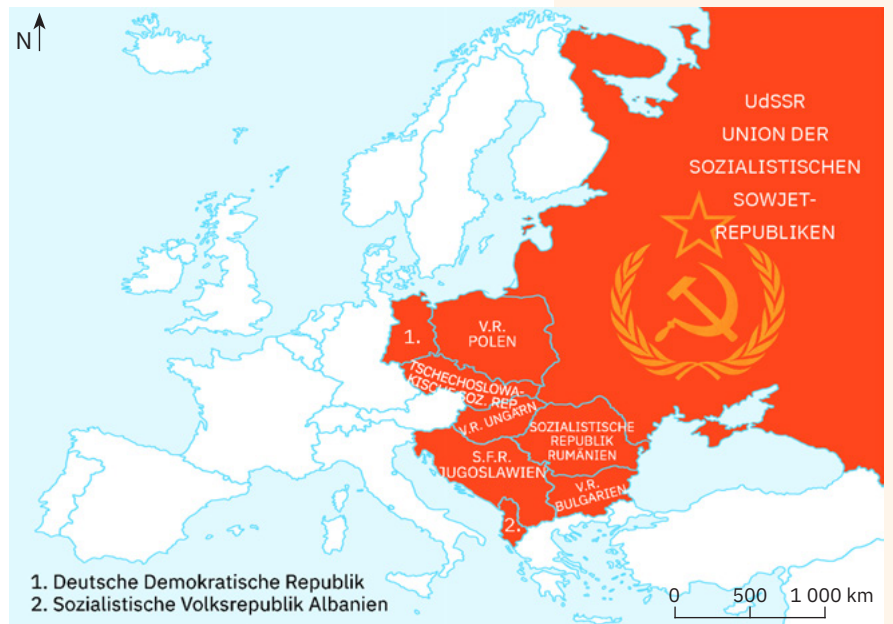 N
UdSSR
UNION DER
SOZIALISTISCHEN
SOWJET-
REPUBLIKEN
1.
V.R.
POLEN
TSCHECHOSLOWA-
KISCHE SOZ. REP.
V.R. UNGARN
SOZIALISTISCHE
REPUBLIK
RUMÄNIEN
S.F.R.
JUGOSLAWIEN
V.R.
BULGARIEN
2.
1. Deutsche Demokratische Republik
2. Sozialistische Volksrepublik Albanien
0 500 1 000 km